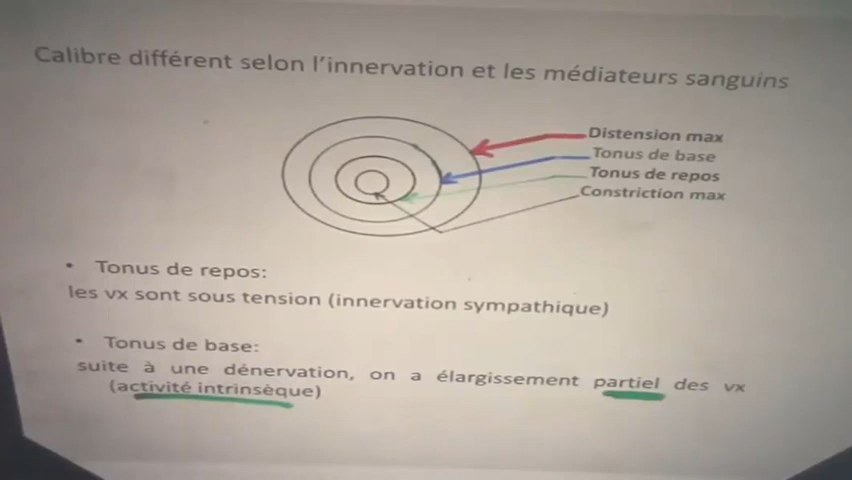 Calibre différent selon l'innervation et les médiateurs sanguins
Distension max
Tonus de base
Tonus de repos
Constriction max
• Tonus de repos:
les vx sont sous tension (innervation sympathique)
• Tonus de base:
suite à une dénervation, on a élargissement partiel des vx
(activité intrinsèque)